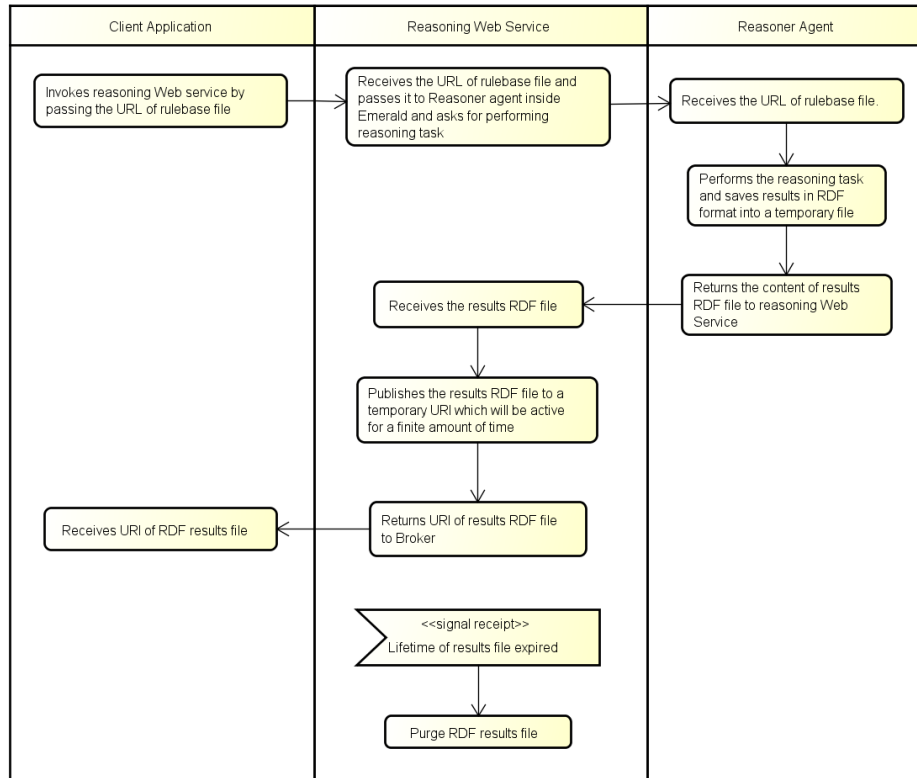 Client Application
Reasoning Web Service
Reasoner Agent
Invokes reasoning Web service by
passing the URL of rulebase file
Receives the URL of rulebase file and
passes it to Reasoner agent inside
Emerald and asks for performing
reasoning task
Receives the URL of rulebase file.
Performs the reasoning task
and saves results in RDF
format into a temporary file
Returns the content of results
RDF file to reasoning Web
Service
Receives the results RDF file
Publishes the results RDF file to a
temporary URI which will be active
for a finite amount of time
Returns URI of results RDF file
to Broker
Receives URI of RDF results file
<<signal receipt>>
Lifetime of results file expired
Purge RDF results file